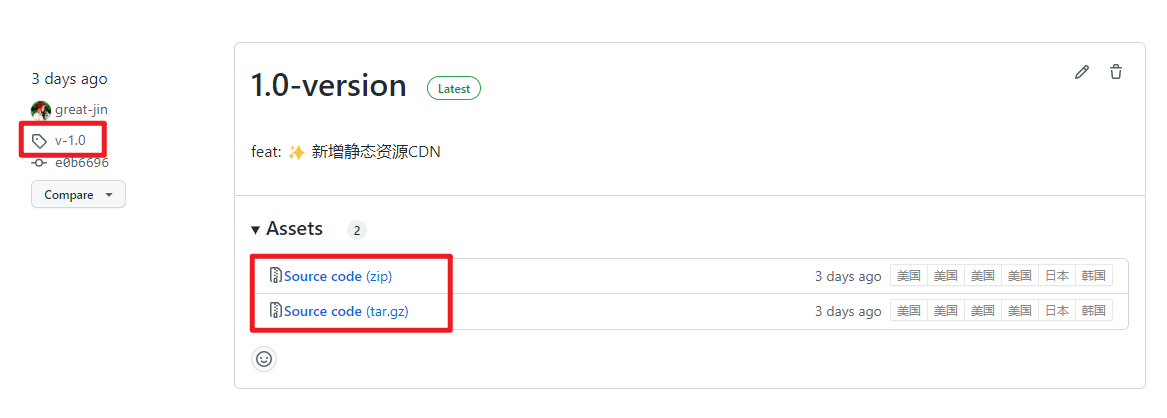 3 days ago
great-jin
v-1.0
e0b6696
Compare
1.0-version Latest
feat: ✨ 新增静态资源CDN
Assets 2
Source code (zip) 3 days ago 美国 美国 美国 美国 日本 韩国
Source code (tar.gz) 3 days ago 美国 美国 美国 美国 日本 韩国